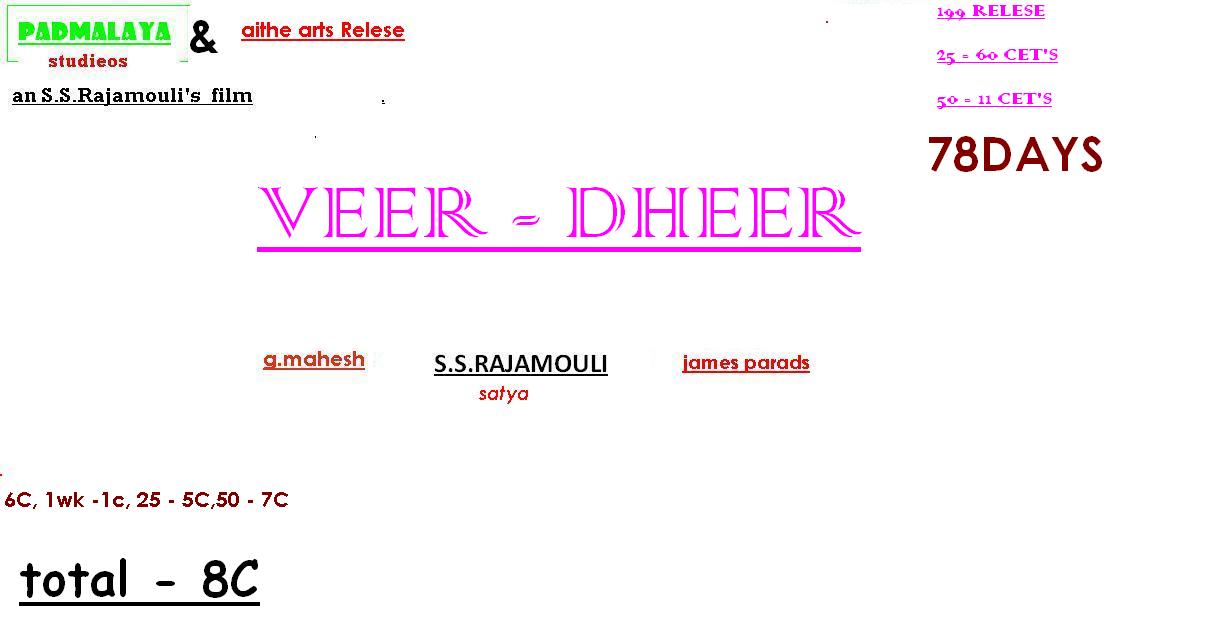 PADMALAYA & aithe arts Relese
studieos
an S.S.Rajamouli's film
199 RELESE
25 = 60 CET'S
50 = 11 CET'S
78DAYS
VEER - DHEER
g.mahesh S.S.RAJAMOULI james parads
satya
6C, 1wk -1c, 25 - 5C,50 - 7C
total - 8C